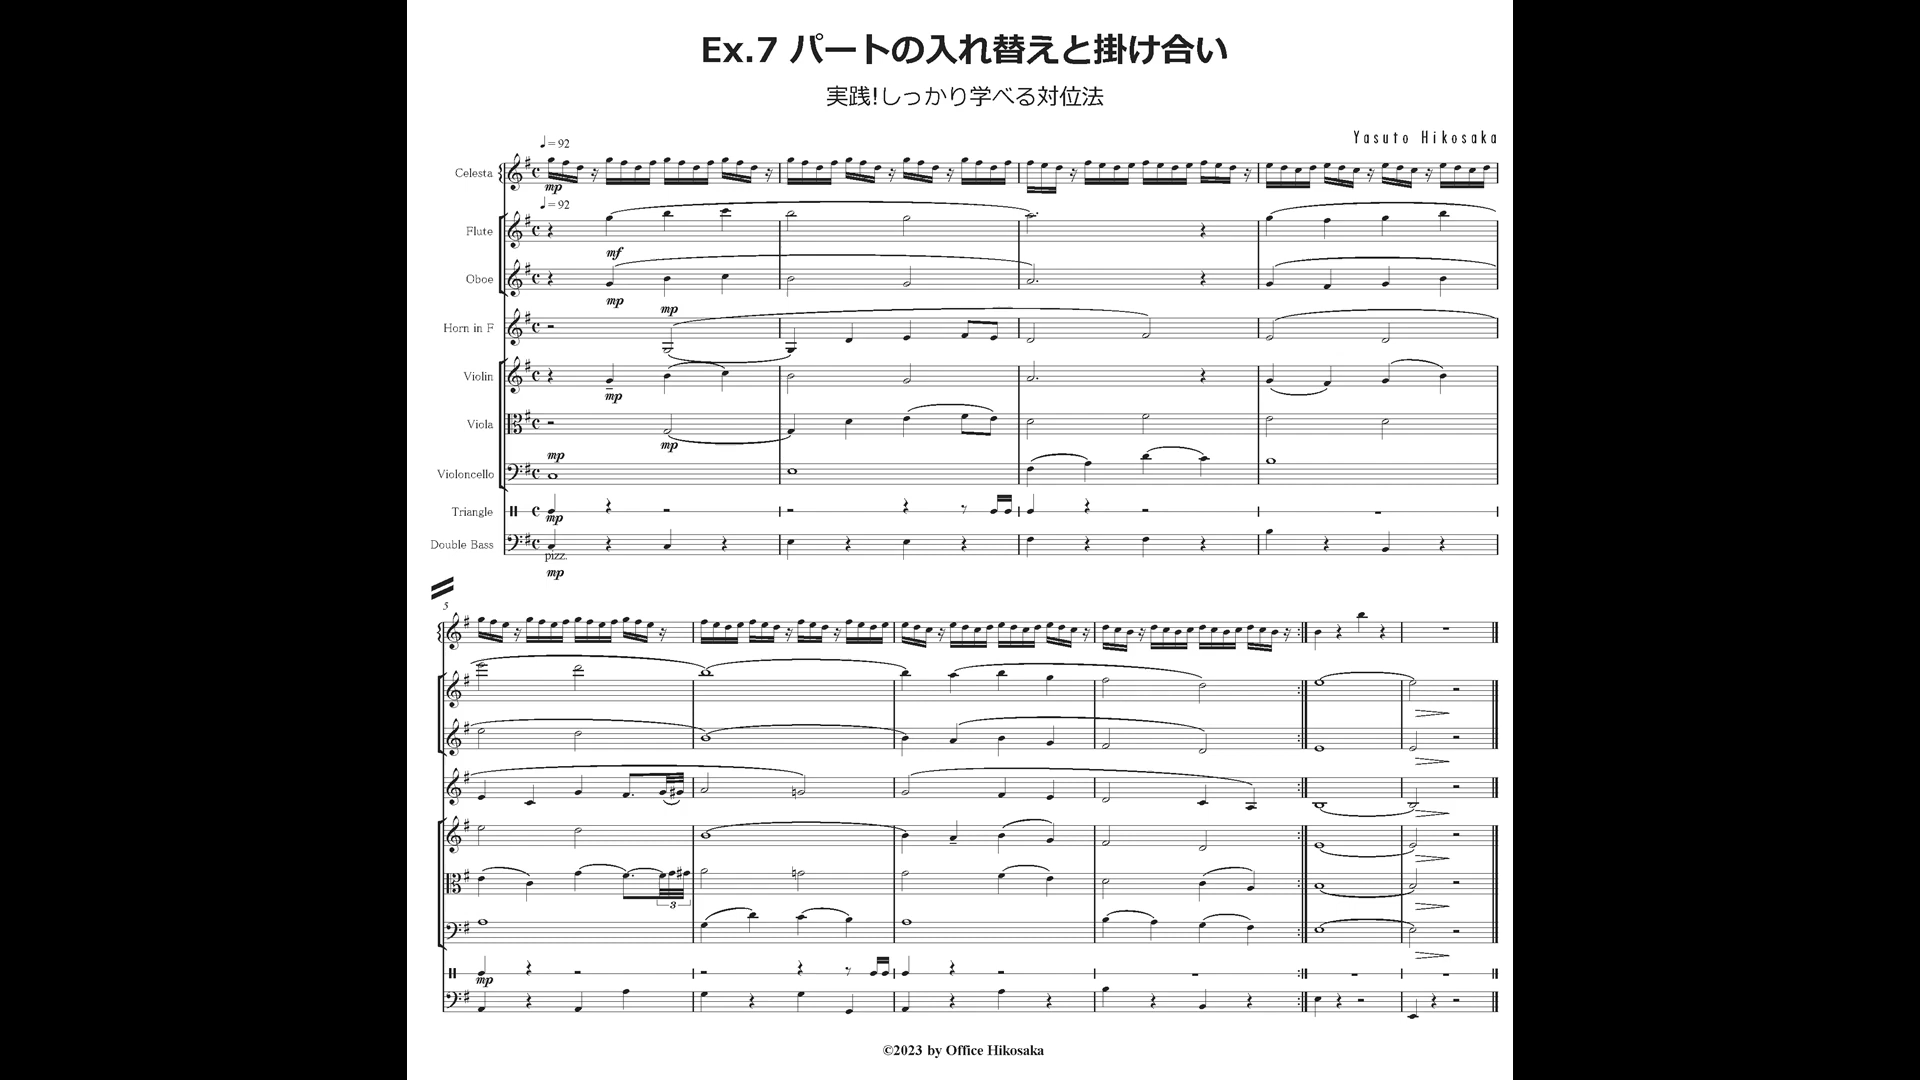 Ex.7 パートの入れ替えと掛け合い
実践!しっかり学べる対位法
Yasuto Hikosaka
♩= 92
Celesta
mp
♩= 92
Flute
mf
Oboe
mp
mp
Horn in F
Violin
mp
Viola
mp
mp
Violoncello
Triangle
mp
Double Bass
pizz.
mp
5
3
mp
©2023 by Office Hikosaka